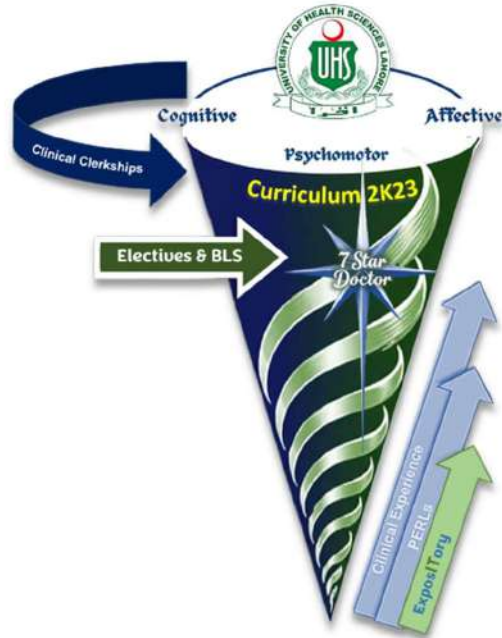 UNIVERSITY OF HEALTH SCIENCES LAHORE
UHS
اقرأ
Cognitive
Affective
Psychomotor
Clinical Clerkships
Curriculum 2K23
Electives & BLS
7 Star
Doctor
Clinical Experience
PERLs
ExposITory